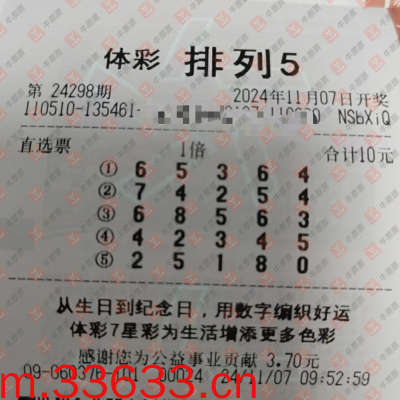 体彩 排列5
第 24298期 2024年11月07日开奖
110510-135461- NSbXiQ
直选票 1倍 合计10元
① 6 5 3 6 4
② 7 4 2 5 4
③ 6 8 5 6 3
④ 4 2 3 4 5
⑤ 2 5 1 8 0
从生日到纪念日，用数字编织好运
体彩7星彩为生活增添更多色彩
感谢您为公益事业贡献 3.70元
09:52:59
m.33633.cn